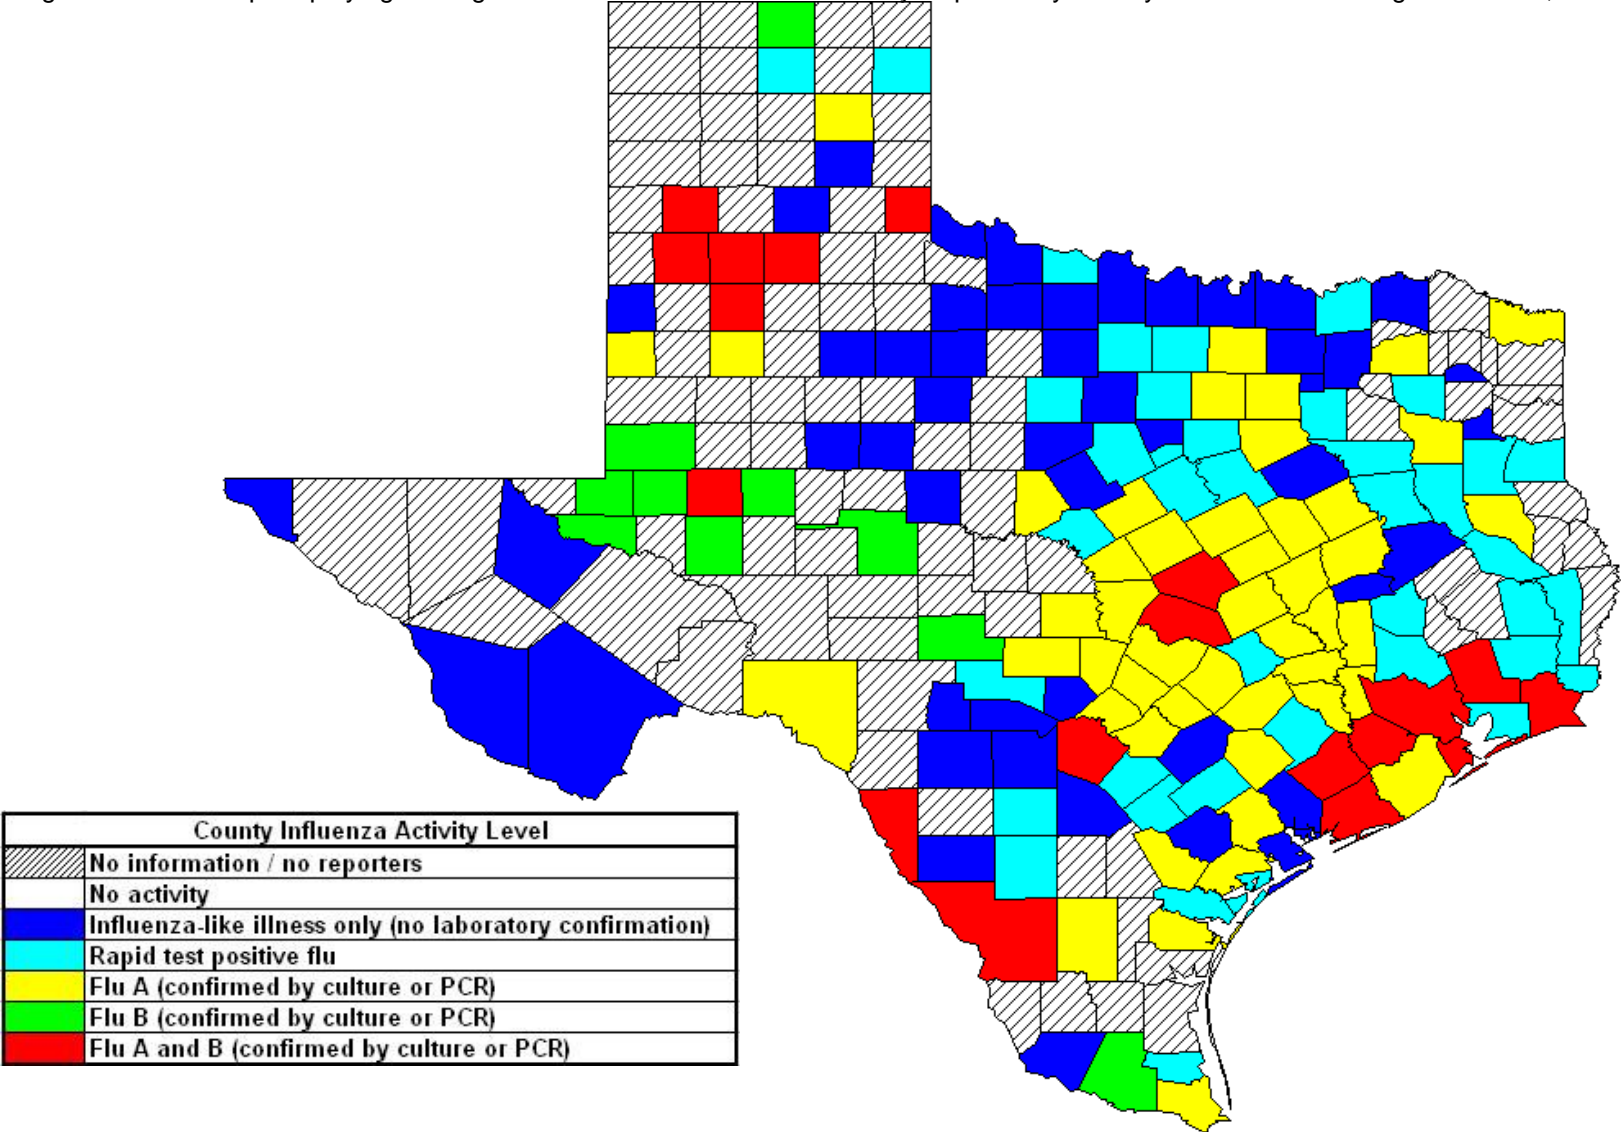 County Influenza Activity Level
No information / no reporters
No activity
Influenza-like illness only (no laboratory confirmation)
Rapid test positive flu
Flu A (confirmed by culture or PCR)
Flu B (confirmed by culture or PCR)
Flu A and B (confirmed by culture or PCR)